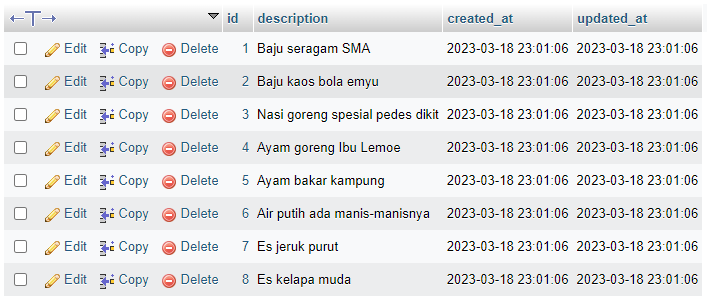 id description created_at updated_at
Edit Copy Delete 1 Baju seragam SMA 2023-03-18 23:01:06 2023-03-18 23:01:06
Edit Copy Delete 2 Baju kaos bola emyu 2023-03-18 23:01:06 2023-03-18 23:01:06
Edit Copy Delete 3 Nasi goreng spesial pedes dikit 2023-03-18 23:01:06 2023-03-18 23:01:06
Edit Copy Delete 4 Ayam goreng Ibu Lemoe 2023-03-18 23:01:06 2023-03-18 23:01:06
Edit Copy Delete 5 Ayam bakar kampung 2023-03-18 23:01:06 2023-03-18 23:01:06
Edit Copy Delete 6 Air putih ada manis-manisnya 2023-03-18 23:01:06 2023-03-18 23:01:06
Edit Copy Delete 7 Es jeruk purut 2023-03-18 23:01:06 2023-03-18 23:01:06
Edit Copy Delete 8 Es kelapa muda 2023-03-18 23:01:06 2023-03-18 23:01:06